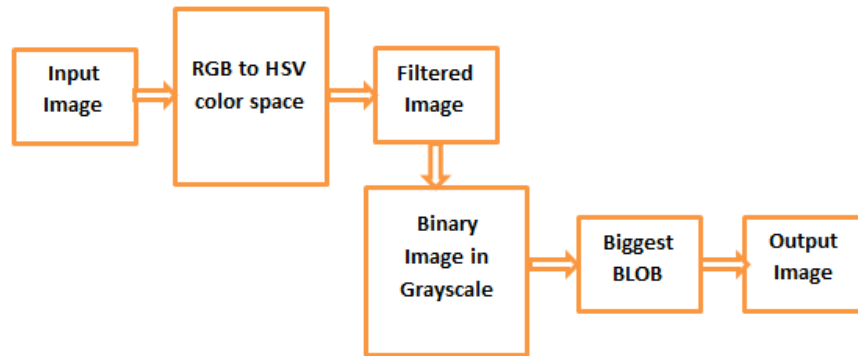 Input
Image
RGB to HSV
color space
Filtered
Image
Binary
Image in
Grayscale
Biggest
BLOB
Output
Image